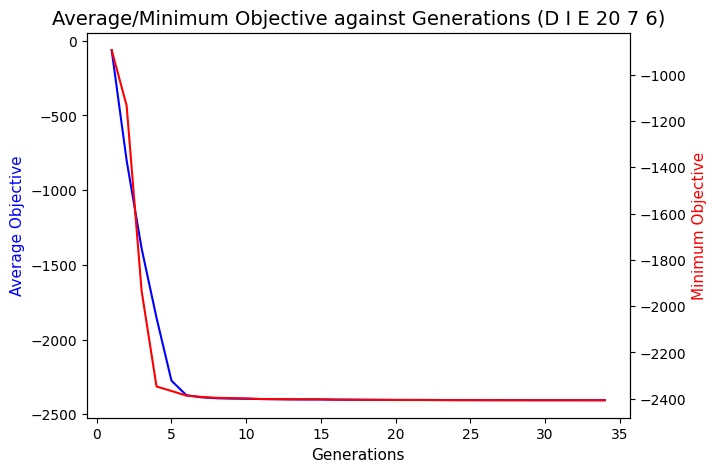 Average/Minimum Objective against Generations (D I E 20 7 6)
0
−500
−1000
−1500
−2000
−2500
Average Objective
−1000
−1200
−1400
−1600
−1800
−2000
−2200
−2400
Minimum Objective
0 5 10 15 20 25 30 35
Generations